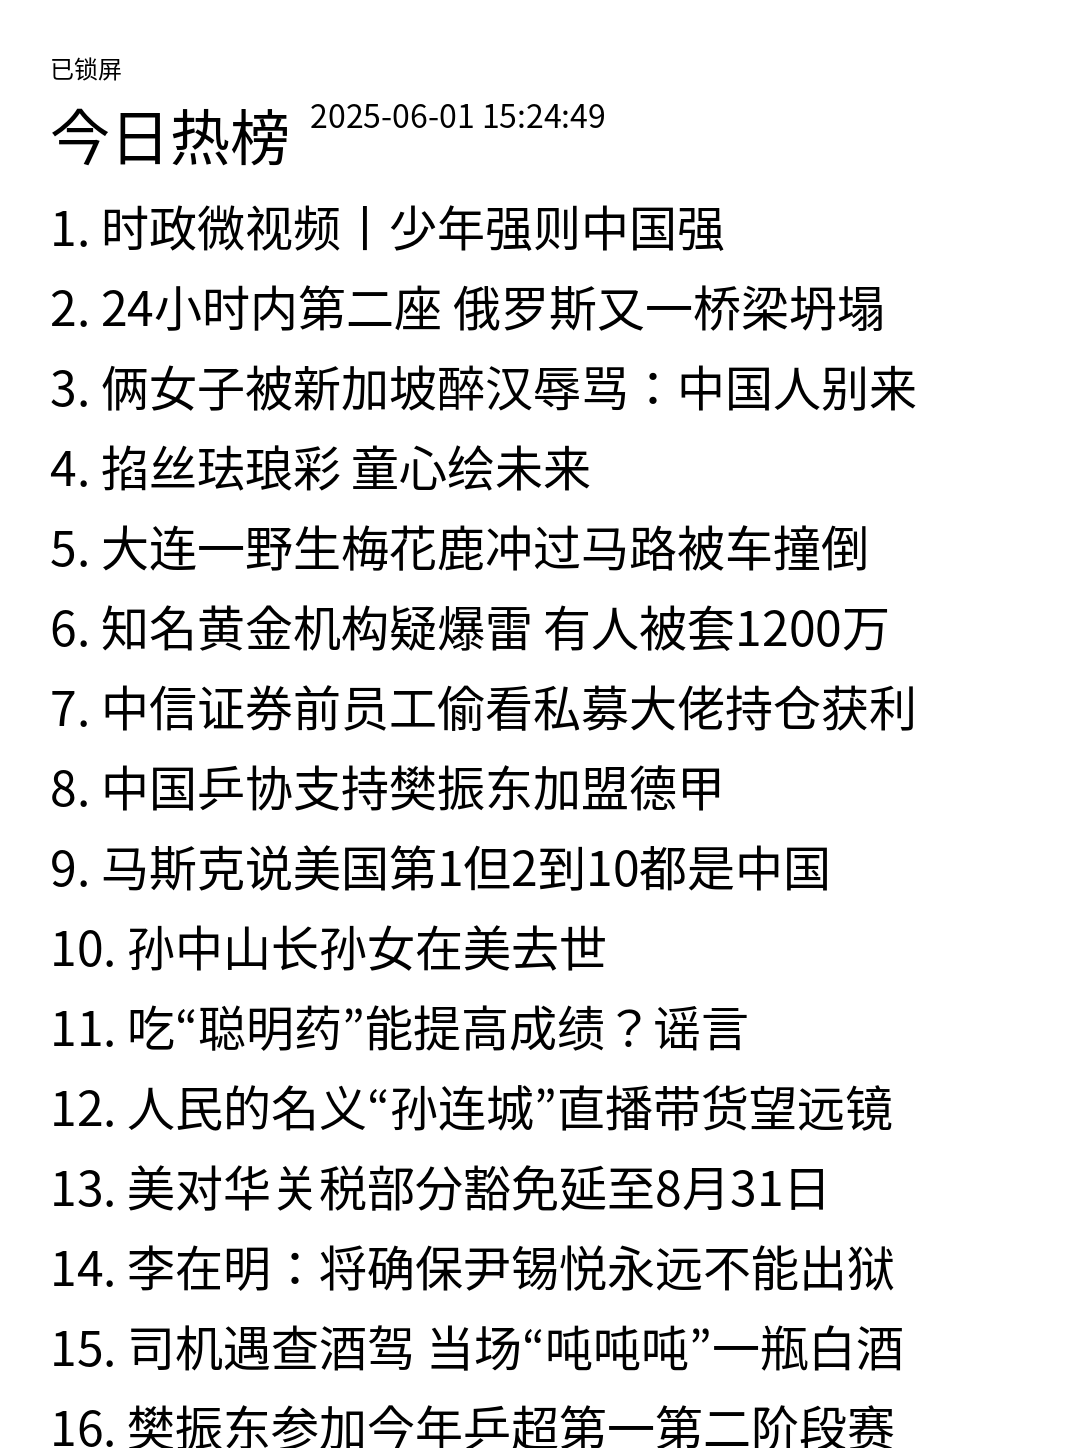 已锁屏
今日热榜 2025-06-01 15:24:49
1. 时政微视频丨少年强则中国强
2. 24小时内第二座 俄罗斯又一桥梁坍塌
3. 俩女子被新加坡醉汉辱骂：中国人别来
4. 掐丝珐琅彩 童心绘未来
5. 大连一野生梅花鹿冲过马路被车撞倒
6. 知名黄金机构疑爆雷 有人被套1200万
7. 中信证券前员工偷看私募大佬持仓获利
8. 中国乒协支持樊振东加盟德甲
9. 马斯克说美国第1但2到10都是中国
10. 孙中山长孙女在美去世
11. 吃“聪明药”能提高成绩？谣言
12. 人民的名义“孙连城”直播带货望远镜
13. 美对华关税部分豁免延至8月31日
14. 李在明：将确保尹锡悦永远不能出狱
15. 司机遇查酒驾 当场“吨吨吨”一瓶白酒
16. 樊振东参加今年乒超第一第二阶段赛